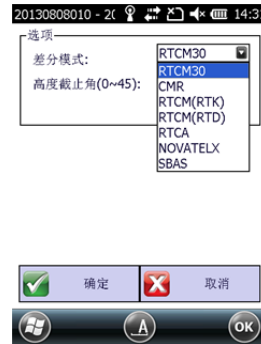 20130808010 - 2( 14:3
选项
差分模式: RTCM30
高度截止角(0~45):
RTCM30
CMR
RTCM(RTK)
RTCM(RTD)
RTCA
NOVATELX
SBAS
确定 取消
A OK